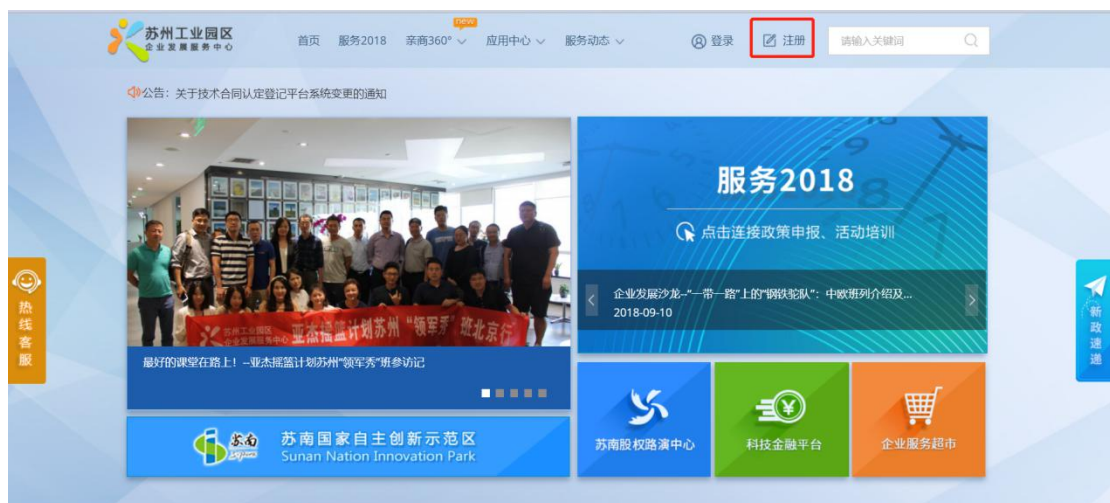 苏州工业园区
企业发展服务中心
首页 服务2018 亲商360° new 应用中心 服务动态 登录 注册 请输入关键词
公告：关于技术合同认定登记平台系统变更的通知
苏州工业园区
企业发展服务中心
亚杰摇篮计划苏州“领军秀”班北京行
最好的课堂在路上！--亚杰摇篮计划苏州“领军秀”班参访记
服务2018
点击连接政策申报、活动培训
企业发展沙龙--“一带一路”上的“钢铁驼队”：中欧班列介绍及...
2018-09-10
热线客服
新政速递
苏南
苏南国家自主创新示范区
Sunan Nation Innovation Park
苏南股权路演中心
科技金融平台
企业服务超市